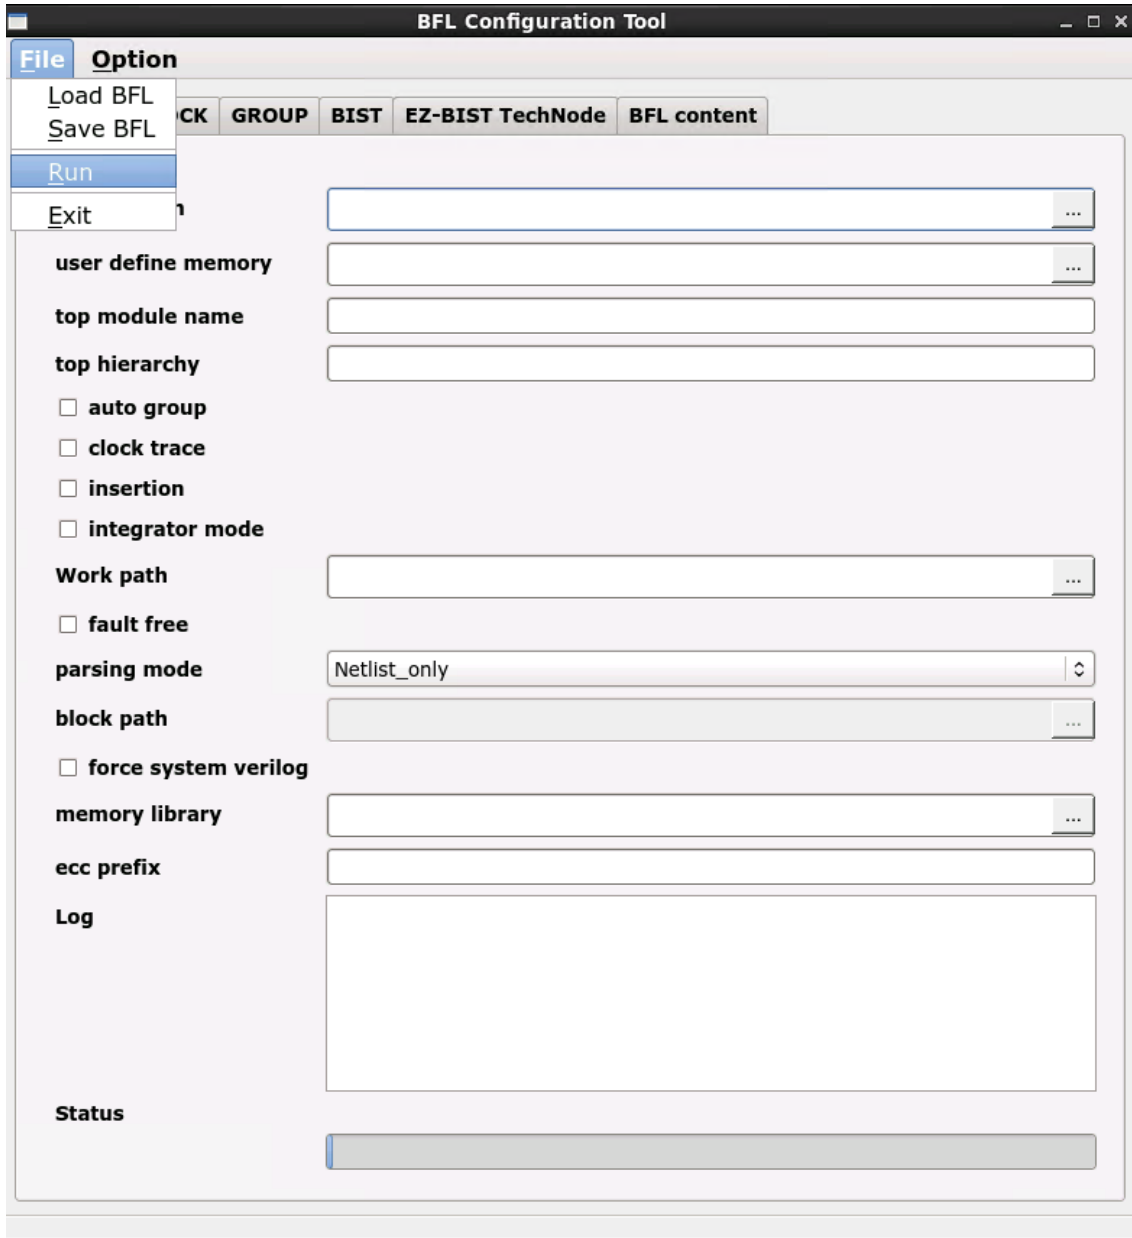 BFL Configuration Tool
File Option
Load BFL
Save BFL
Run
Exit
CK GROUP BIST EZ-BIST TechNode BFL content
...
user define memory ...
top module name
top hierarchy
auto group
clock trace
insertion
integrator mode
Work path ...
fault free
parsing mode Netlist_only
block path ...
force system verilog
memory library ...
ecc prefix
Log
Status